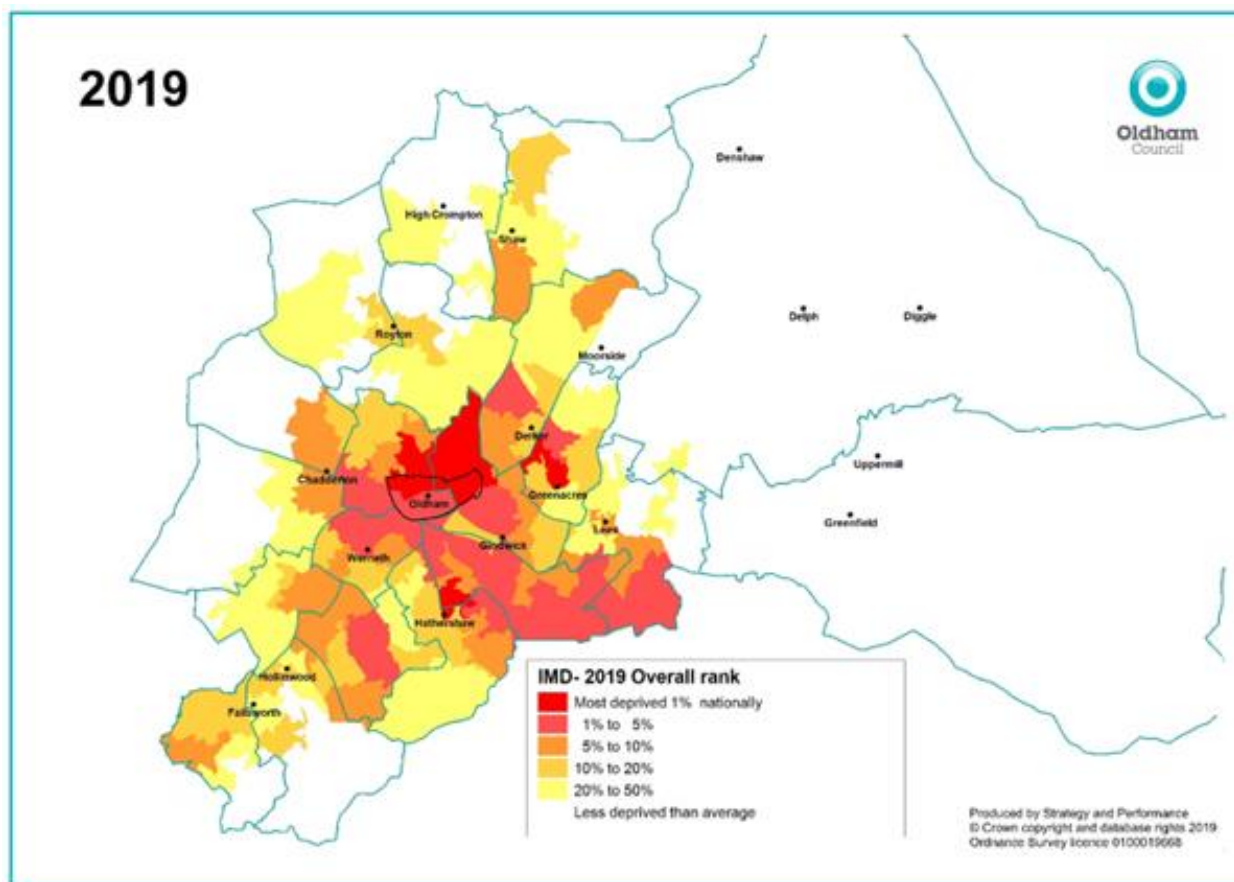 2019
Oldham
Council
Denshaw
High Crompton
Shaw
Delph
Diggle
Royton
Moorside
Derker
Uppermill
Chadderton
Greenacres
Oldham
Greenfield
Lees
Glodwick
Werneth
Hathershaw
Hollinwood
Failsworth
IMD- 2019 Overall rank
Most deprived 1% nationally
1% to 5%
5% to 10%
10% to 20%
20% to 50%
Less deprived than average
Produced by Strategy and Performance
© Crown copyright and database rights 2019
Ordnance Survey licence 0100019668